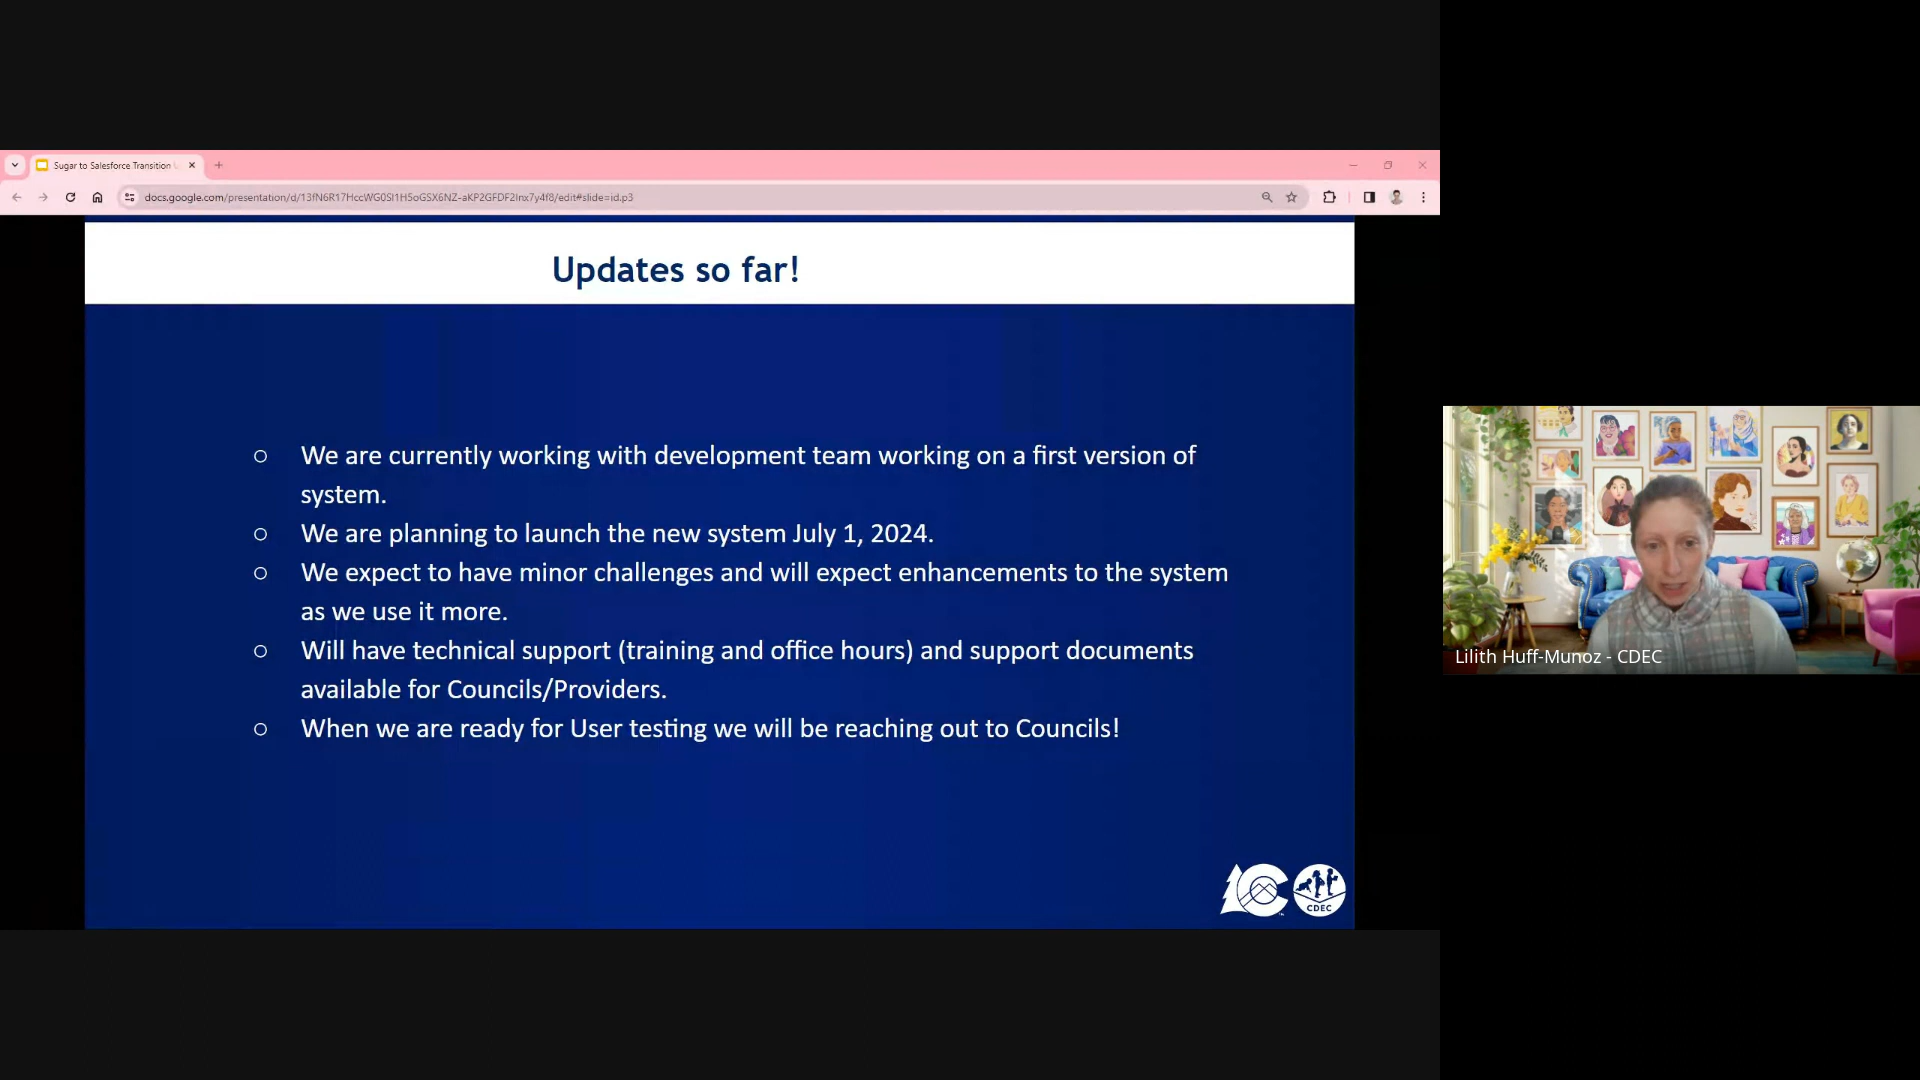 Sugar to Salesforce Transition
docs.google.com/presentation/d/13fN6R17HccWG0SI1H5oGSX6NZ-aKP2GFDF2Inx7y4f8/edit#slide=id.p3
Updates so far!
○ We are currently working with development team working on a first version of
system.
○ We are planning to launch the new system July 1, 2024.
○ We expect to have minor challenges and will expect enhancements to the system
as we use it more.
○ Will have technical support (training and office hours) and support documents
available for Councils/Providers.
○ When we are ready for User testing we will be reaching out to Councils!
CDEC
Lilith Huff-Munoz - CDEC